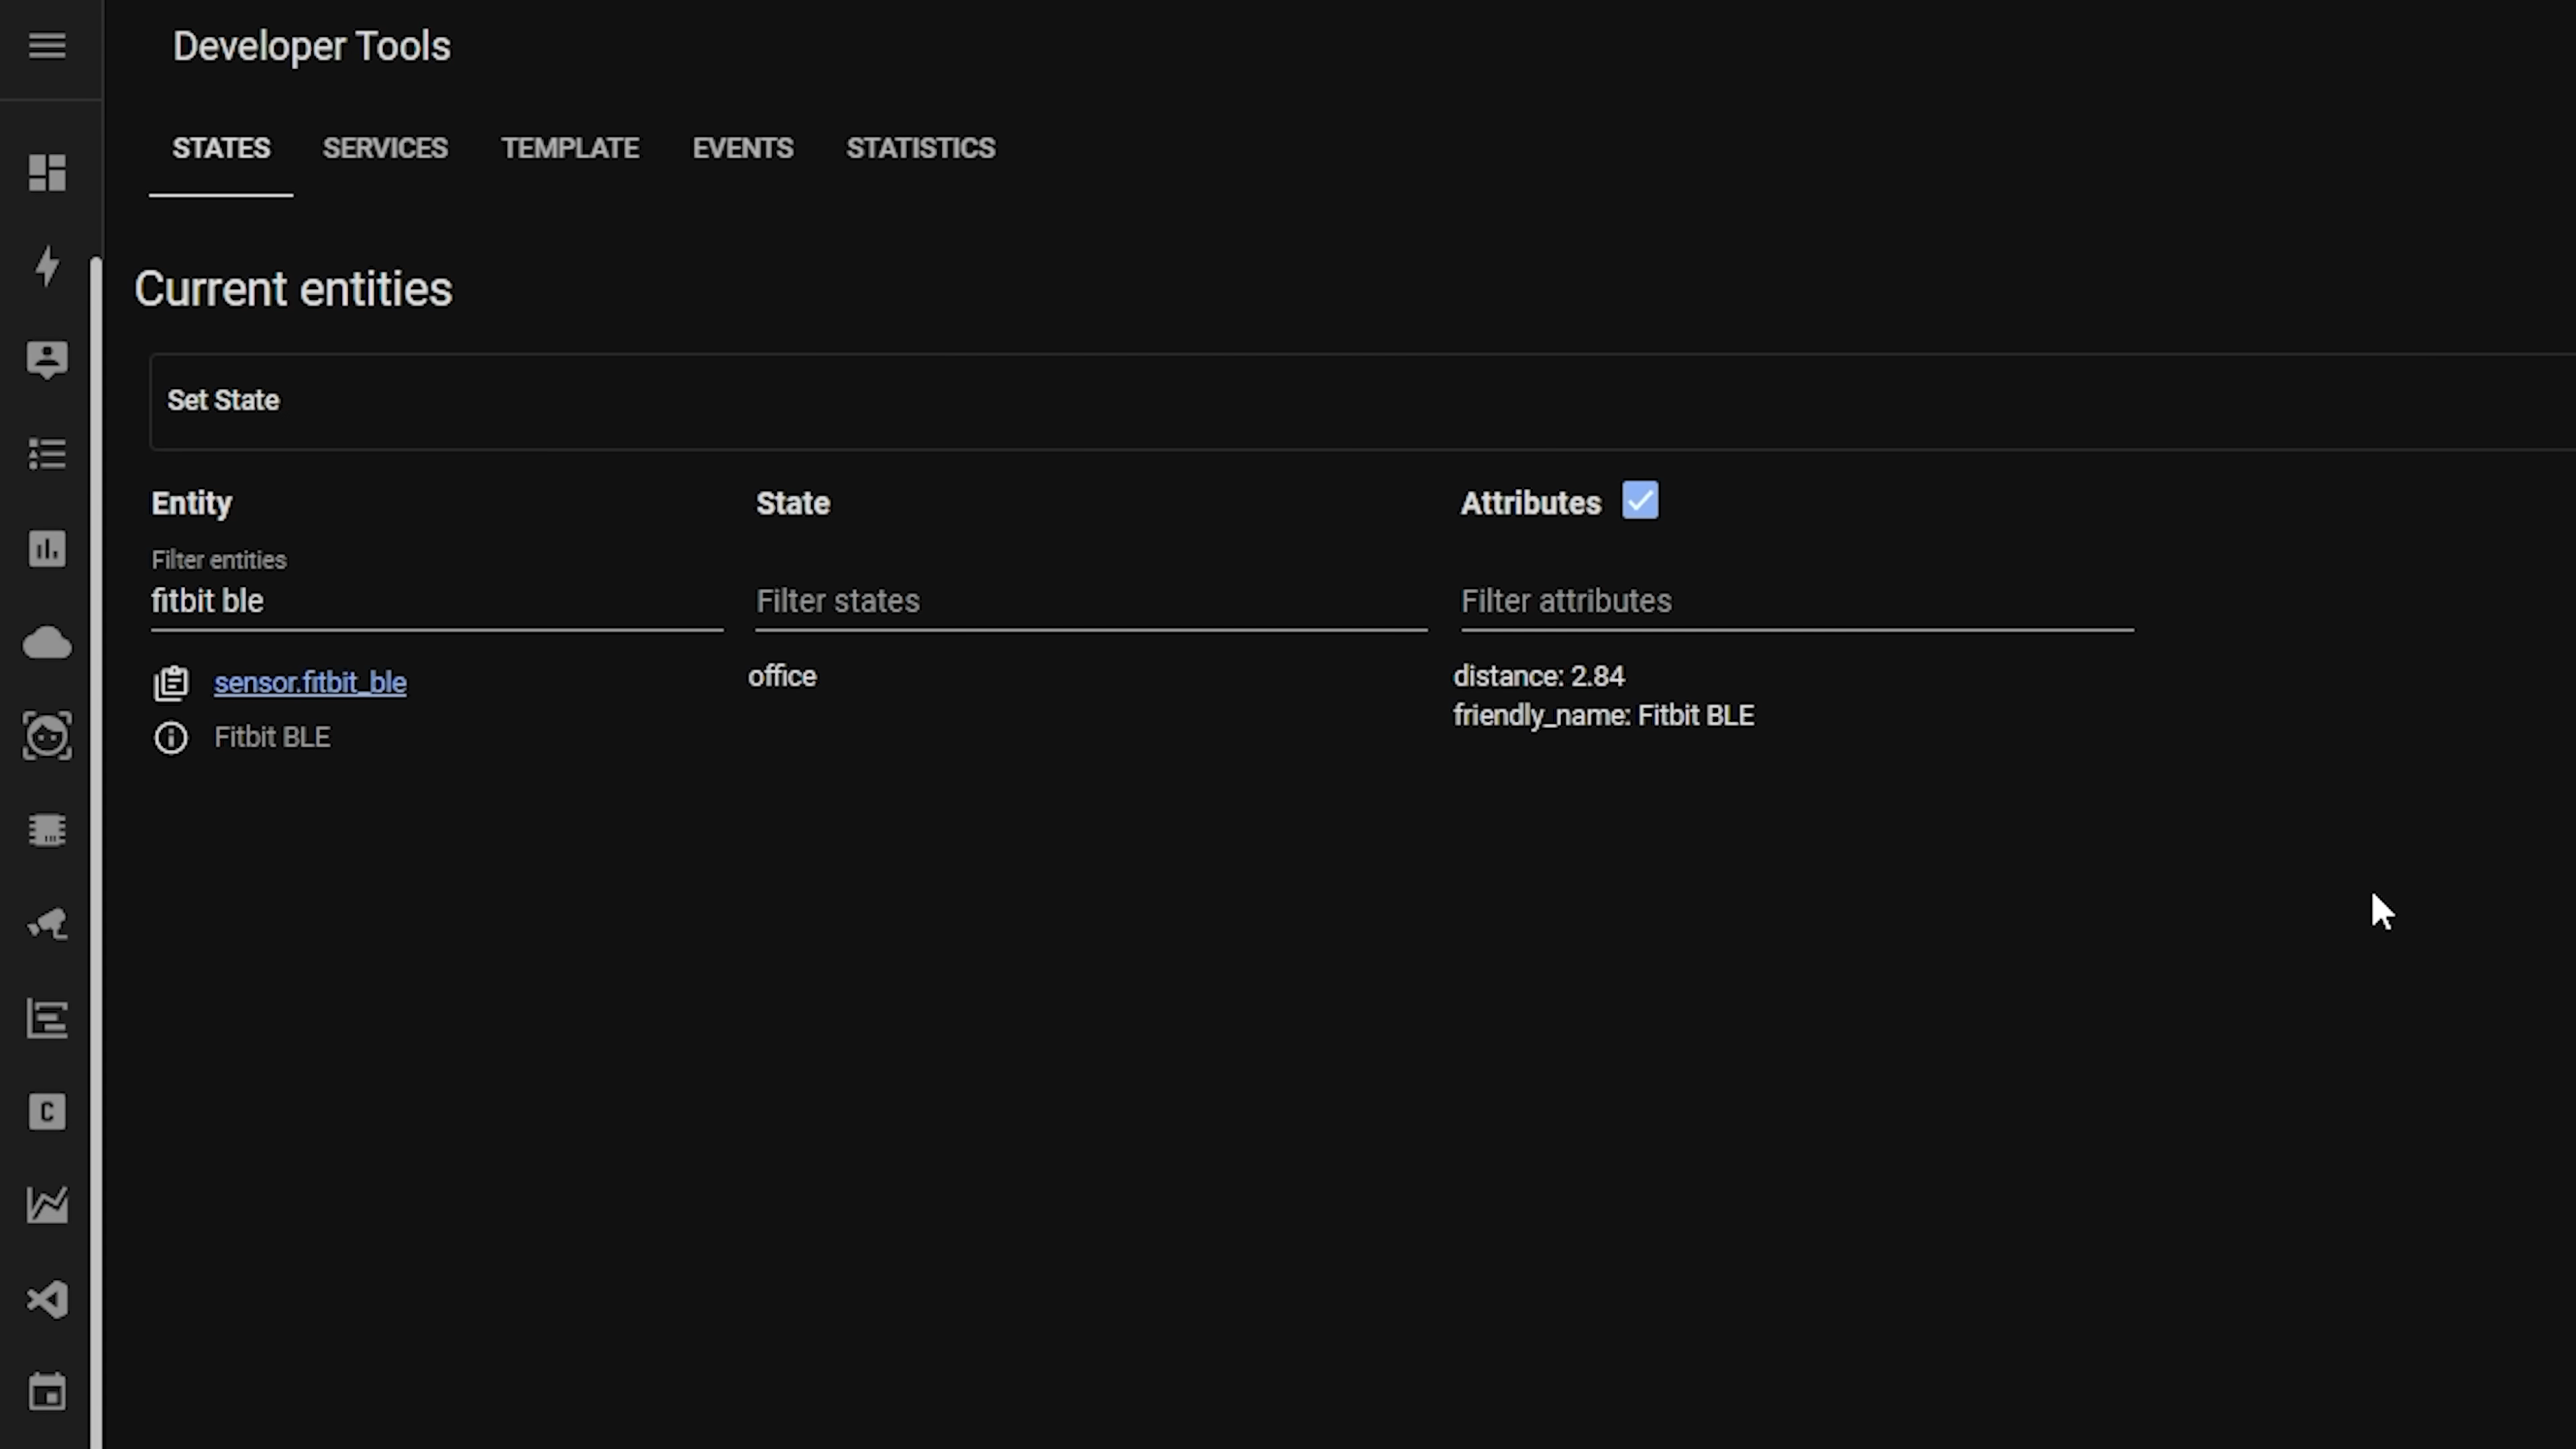 Developer Tools
STATES SERVICES TEMPLATE EVENTS STATISTICS
Current entities
Set State
Entity State Attributes
Filter entities
fitbit ble Filter states Filter attributes
sensor.fitbit_ble office distance: 2.84
friendly_name: Fitbit BLE
Fitbit BLE
C